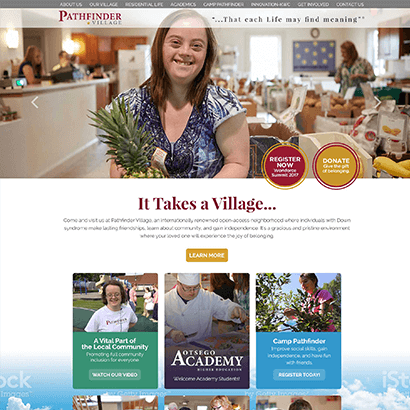 ABOUT US OUR VILLAGE RESIDENTIAL LIFE ACADEMICS CAMP PATHFINDER INNOVATION-KWC GET INVOLVED CONTACT US
PATHFINDER
VILLAGE
"...That each Life may find meaning"
REGISTER
NOW
Workforce
Summit 2017
DONATE
Give the gift
of belonging.
It Takes a Village...
Come and visit us at Pathfinder Village, an internationally renowned open-access neighborhood where individuals with Down
syndrome make lasting friendships, learn about community, and gain independence. It's a gracious and pristine environment
where your loved one will experience the joy of belonging.
LEARN MORE
A Vital Part of
the Local Community
Promoting full community
inclusion for everyone.
WATCH OUR VIDEO
OTSEGO
ACADEMY
HIGHER EDUCATION
Welcome Academy Students!
Camp Pathfinder
Improve social skills, gain
independence, and have fun
with friends
REGISTER TODAY!
ock
iSt